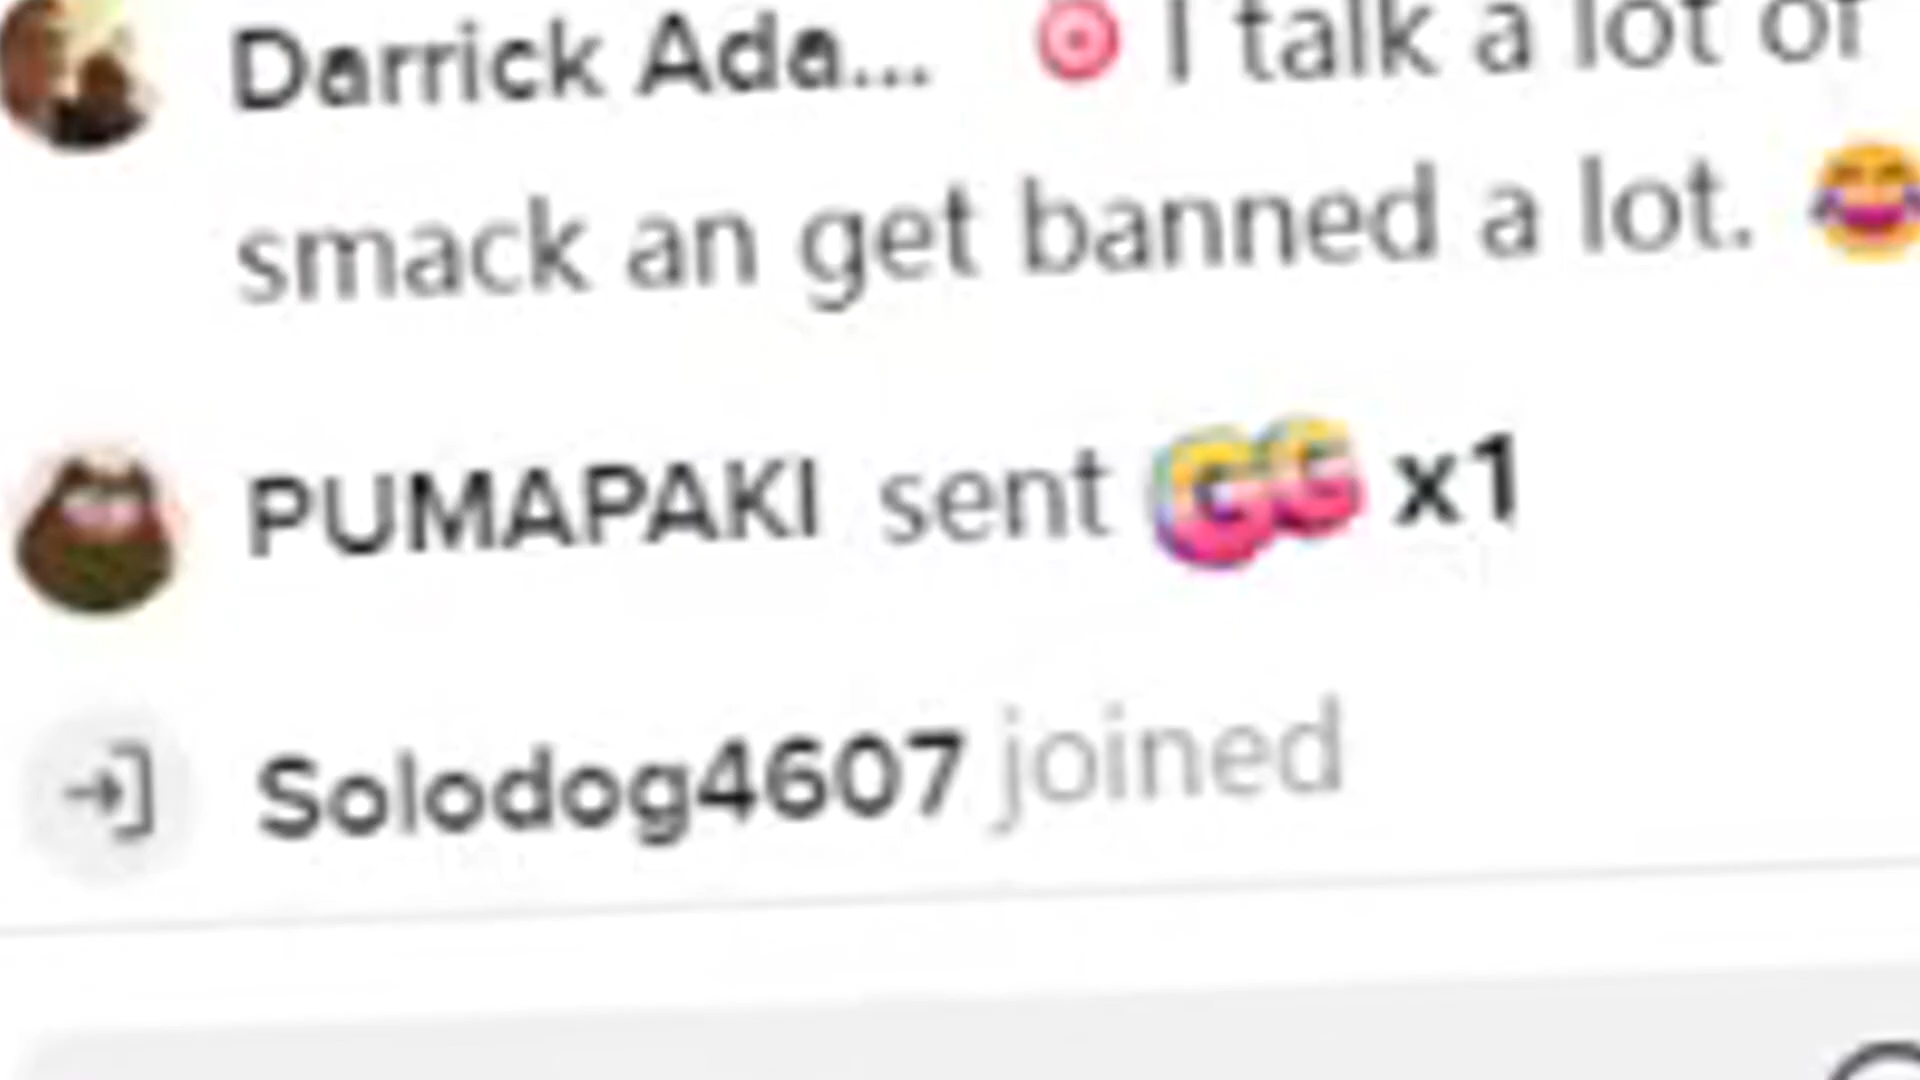 Darrick Ada... I talk a lot of
smack an get banned a lot.
PUMAPAKI sent GG x1
Solodog4607 joined